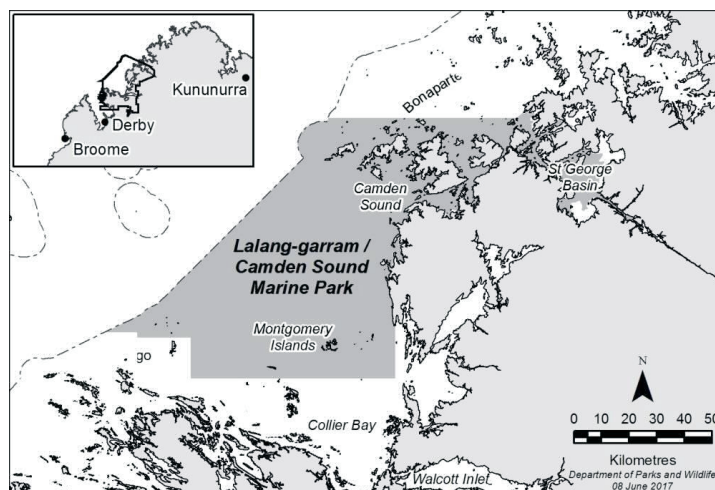 Kununurra
Derby
Broome
Bonaparte
St George
Basin
Camden
Sound
Lalang-garram /
Camden Sound
Marine Park
Montgomery
Islands
go
Collier Bay
Walcott Inlet
N
0 10 20 30 40 50
Kilometres
Department of Parks and Wildlife
08 June 2017